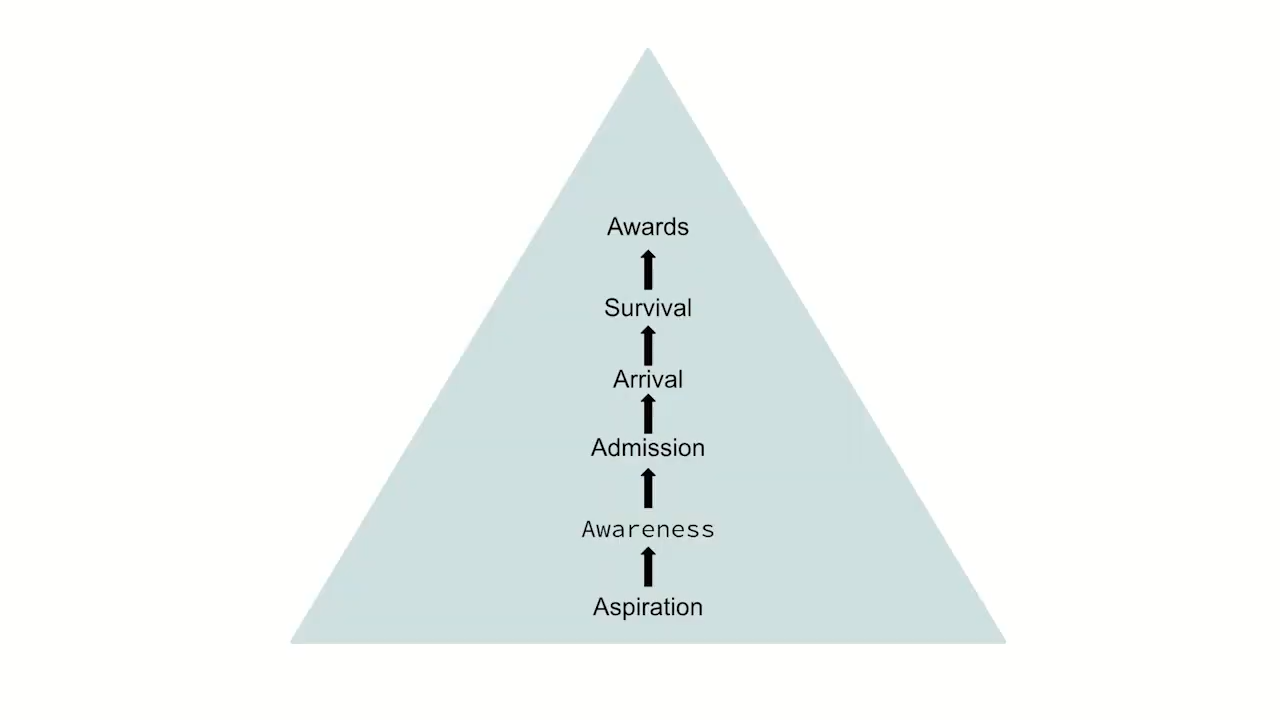 Awards
Survival
Arrival
Admission
Awareness
Aspiration